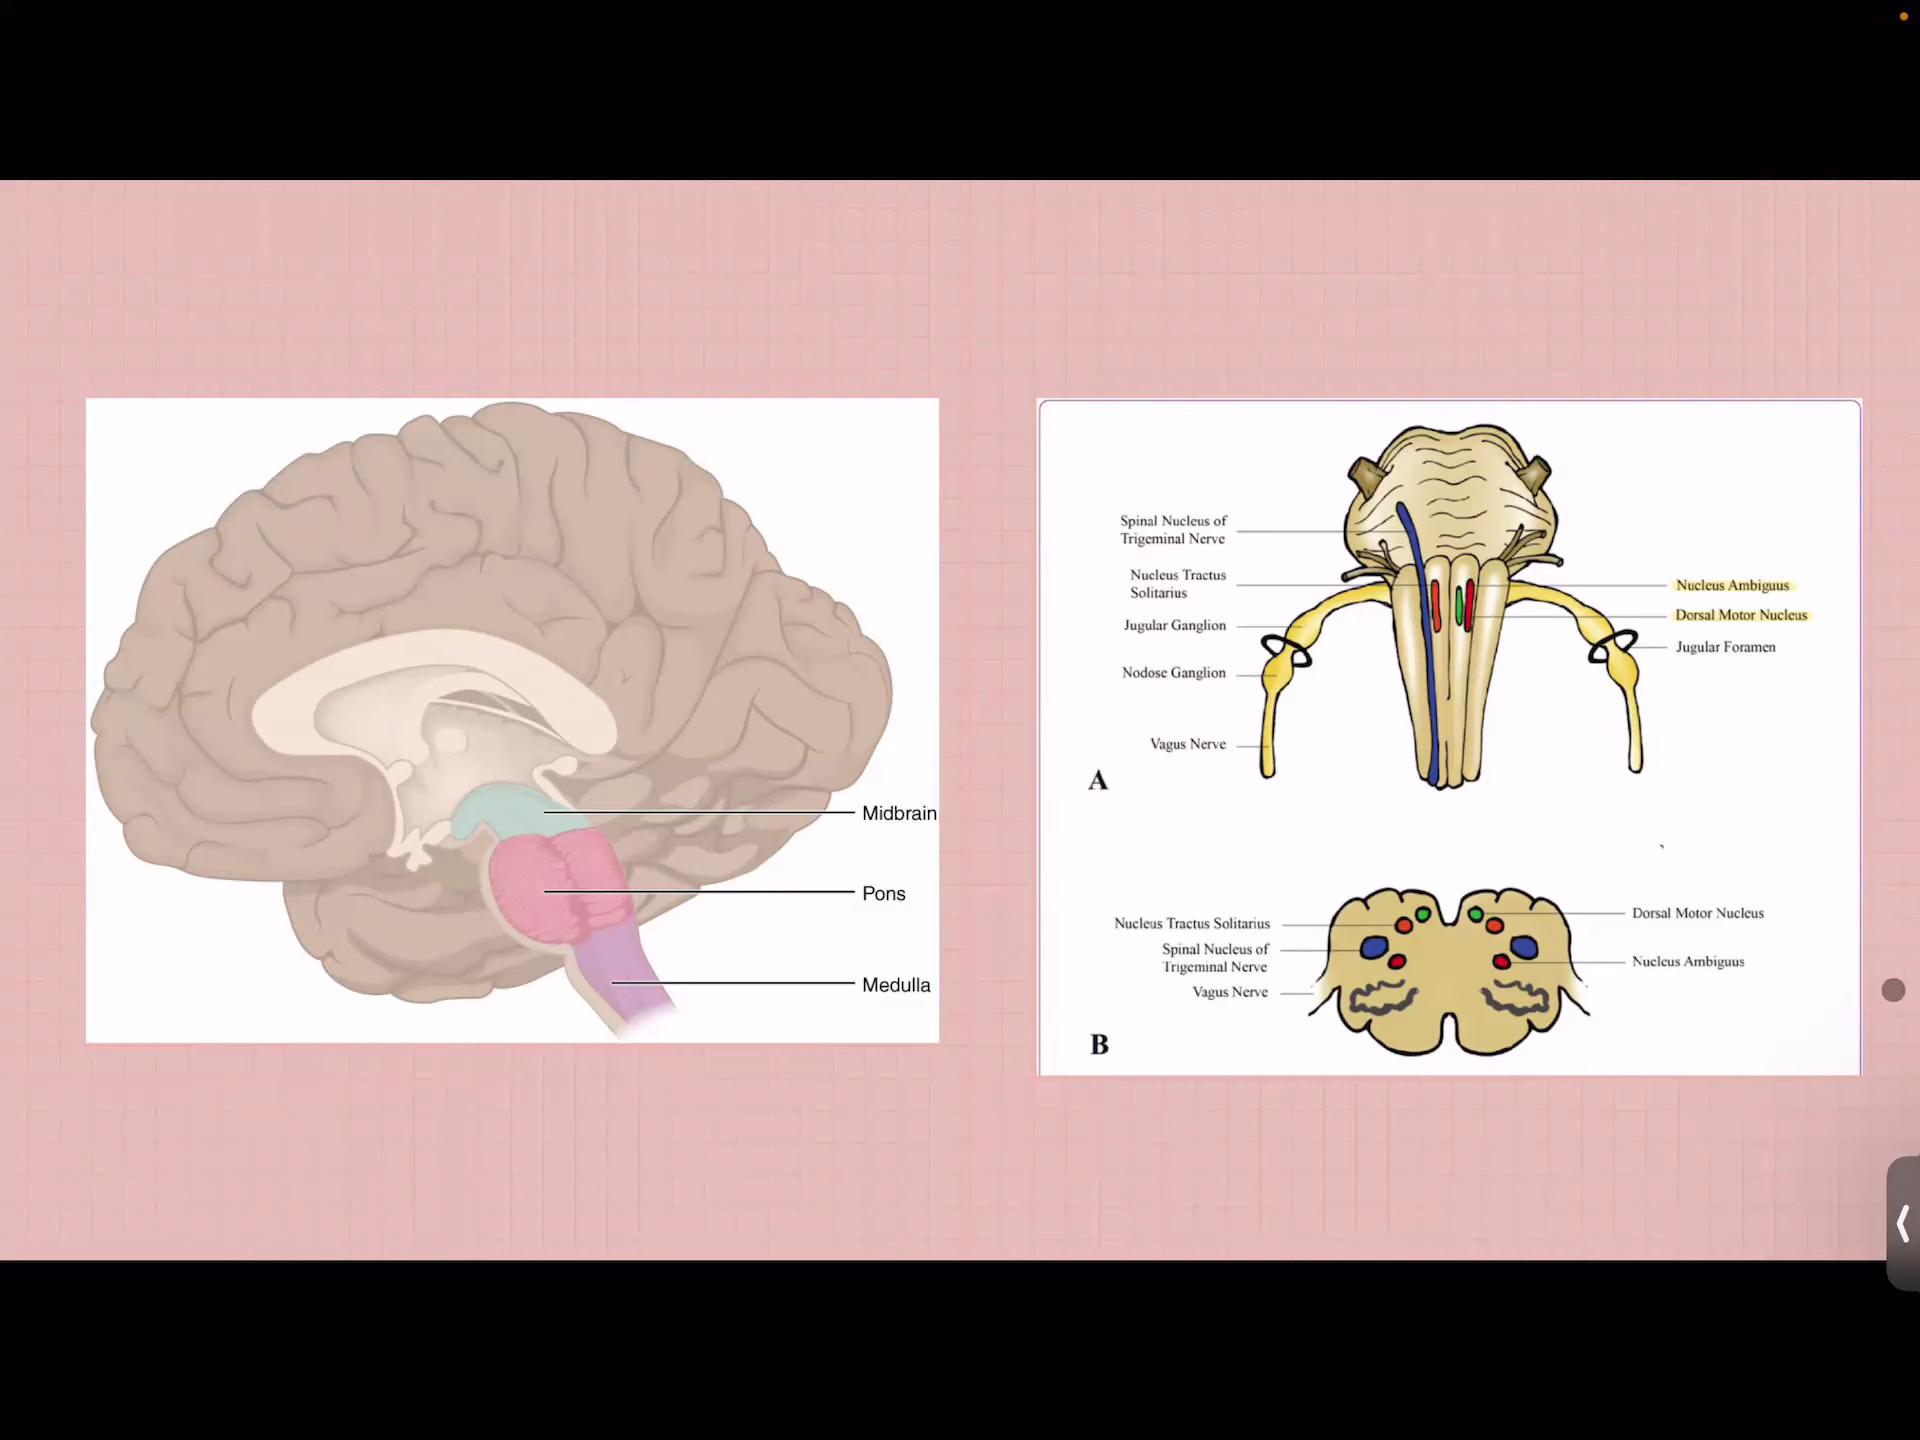 Midbrain
Pons
Medulla
Spinal Nucleus of
Trigeminal Nerve
Nucleus Tractus
Solitarius
Jugular Ganglion
Nodose Ganglion
Vagus Nerve
Nucleus Ambiguus
Dorsal Motor Nucleus
Jugular Foramen
A
Nucleus Tractus Solitarius
Spinal Nucleus of
Trigeminal Nerve
Vagus Nerve
Dorsal Motor Nucleus
Nucleus Ambiguus
B